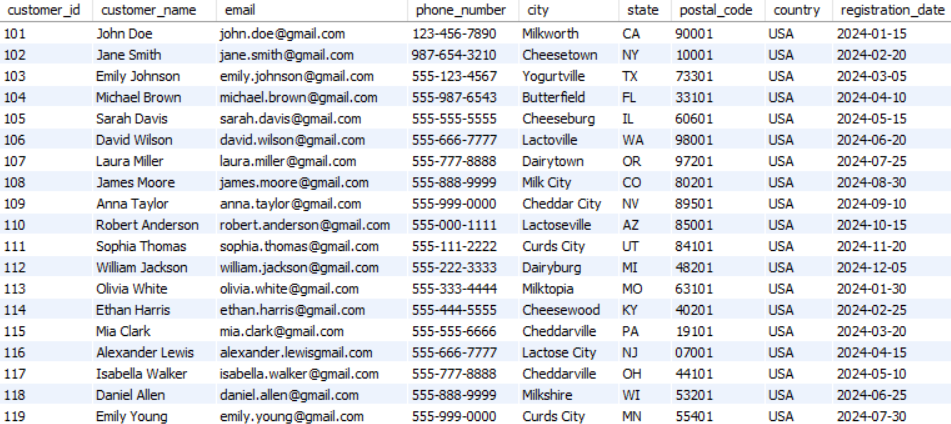 customer_id customer_name email phone_number city state postal_code country registration_date
101 John Doe john.doe@gmail.com 123-456-7890 Milkworth CA 90001 USA 2024-01-15
102 Jane Smith jane.smith@gmail.com 987-654-3210 Cheesetown NY 10001 USA 2024-02-20
103 Emily Johnson emily.johnson@gmail.com 555-123-4567 Yogurtville TX 73301 USA 2024-03-05
104 Michael Brown michael.brown@gmail.com 555-987-6543 Butterfield FL 33101 USA 2024-04-10
105 Sarah Davis sarah.davis@gmail.com 555-555-5555 Cheeseburg IL 60601 USA 2024-05-15
106 David Wilson david.wilson@gmail.com 555-666-7777 Lactoville WA 98001 USA 2024-06-20
107 Laura Miller laura.miller@gmail.com 555-777-8888 Dairytown OR 97201 USA 2024-07-25
108 James Moore james.moore@gmail.com 555-888-9999 Milk City CO 80201 USA 2024-08-30
109 Anna Taylor anna.taylor@gmail.com 555-999-0000 Cheddar City NV 89501 USA 2024-09-10
110 Robert Anderson robert.anderson@gmail.com 555-000-1111 Lactoseville AZ 85001 USA 2024-10-15
111 Sophia Thomas sophia.thomas@gmail.com 555-111-2222 Curds City UT 84101 USA 2024-11-20
112 William Jackson william.jackson@gmail.com 555-222-3333 Dairyburg MI 48201 USA 2024-12-05
113 Olivia White olivia.white@gmail.com 555-333-4444 Milktopia MO 63101 USA 2024-01-30
114 Ethan Harris ethan.harris@gmail.com 555-444-5555 Cheesewood KY 40201 USA 2024-02-25
115 Mia Clark mia.clark@gmail.com 555-555-6666 Cheddarville PA 19101 USA 2024-03-20
116 Alexander Lewis alexander.lewisgmail.com 555-666-7777 Lactose City NJ 07001 USA 2024-04-15
117 Isabella Walker isabella.walker@gmail.com 555-777-8888 Cheddarville OH 44101 USA 2024-05-10
118 Daniel Allen daniel.allen@gmail.com 555-888-9999 Milkshire WI 53201 USA 2024-06-25
119 Emily Young emily.young@gmail.com 555-999-0000 Curds City MN 55401 USA 2024-07-30